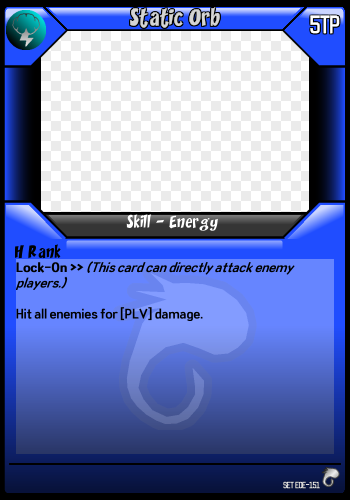 Static Orb
5TP
Skill - Energy
H Rank
Lock-On >> (This card can directly attack enemy
players.)
Hit all enemies for [PLV] damage.
SET EDE-151